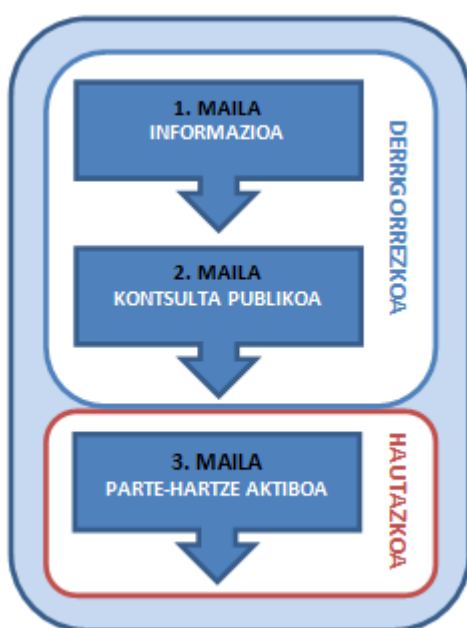 1. MAILA
INFORMAZIOA
2. MAILA
KONTSULTA PUBLIKOA
DERRIGORREZKOA
3. MAILA
PARTE-HARTZE AKTIBOA
HAUTAZKOA